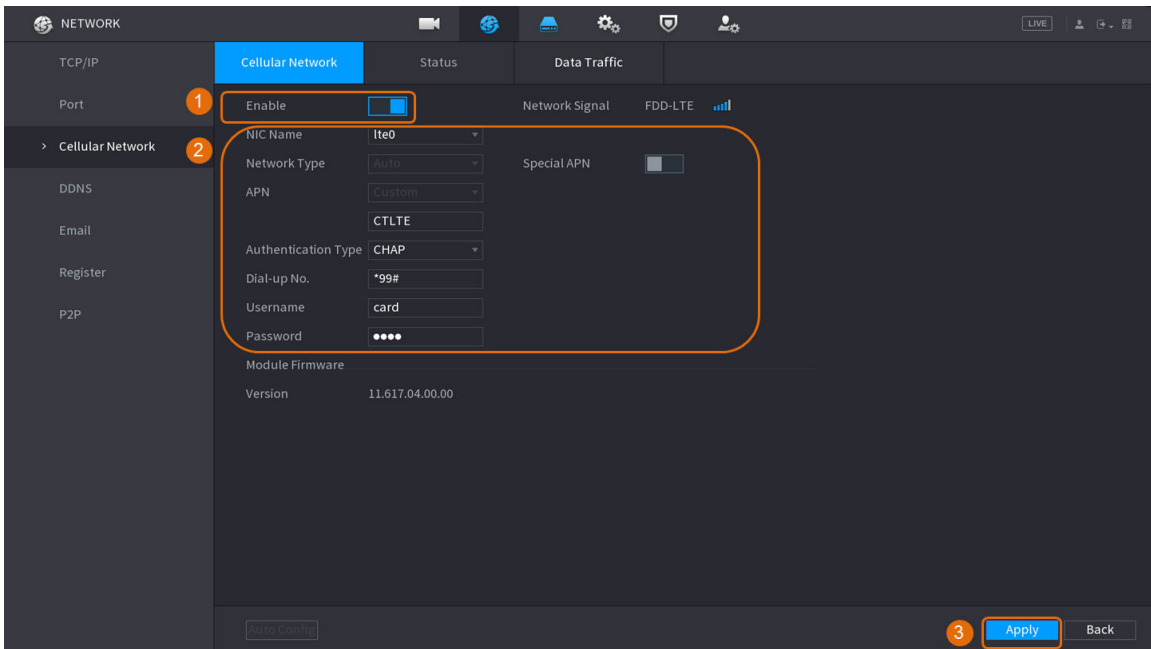 NETWORK
LIVE
TCP/IP
Port
Cellular Network
DDNS
Email
Register
P2P
Cellular Network Status Data Traffic
1 Enable Network Signal FDD-LTE
2
NIC Name lte0
Network Type Auto Special APN
APN Custom
CTLTE
Authentication Type CHAP
Dial-up No. *99#
Username card
Password ●●●●
Module Firmware
Version 11.617.04.00.00
Auto Config 3 Apply Back